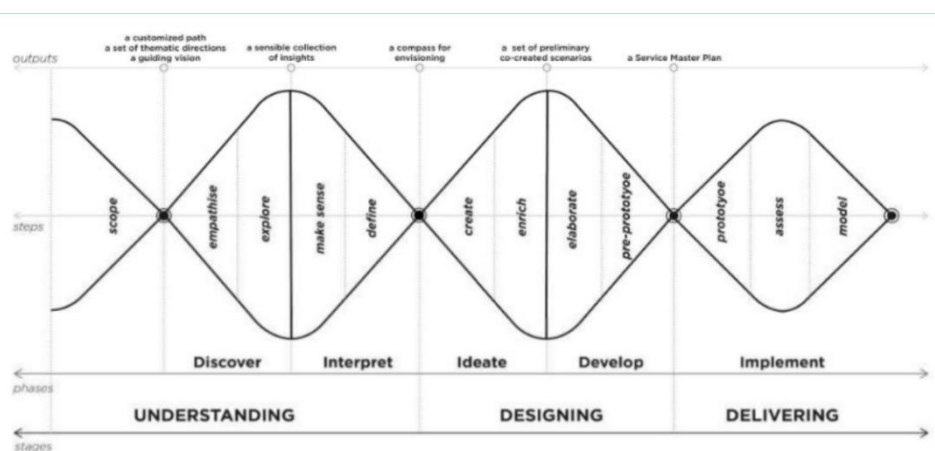 a customized path
a set of thematic directions
a guiding vision
a sensible collection
of insights
a compass for
envisioning
a set of preliminary
co-created scenarios
a Service Master Plan
outputs
scope
empathise
explore
make sense
define
create
enrich
elaborate
pre-prototyoe
prototyoe
assess
model
steps
Discover
Interpret
Ideate
Develop
Implement
phases
UNDERSTANDING
DESIGNING
DELIVERING
stages